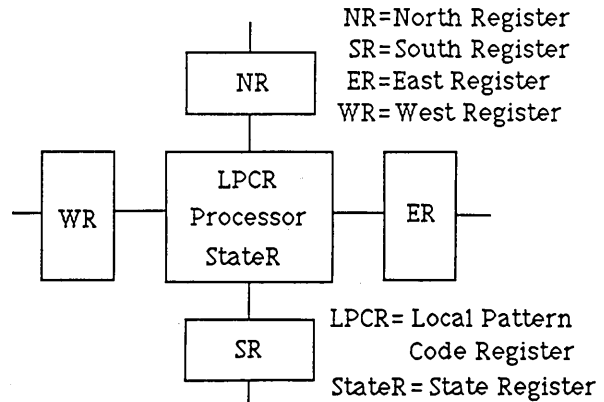 NR=North Register
SR=South Register
ER=East Register
WR=West Register
NR
LPCR
Processor
StateR
WR
ER
SR
LPCR= Local Pattern
Code Register
StateR=State Register